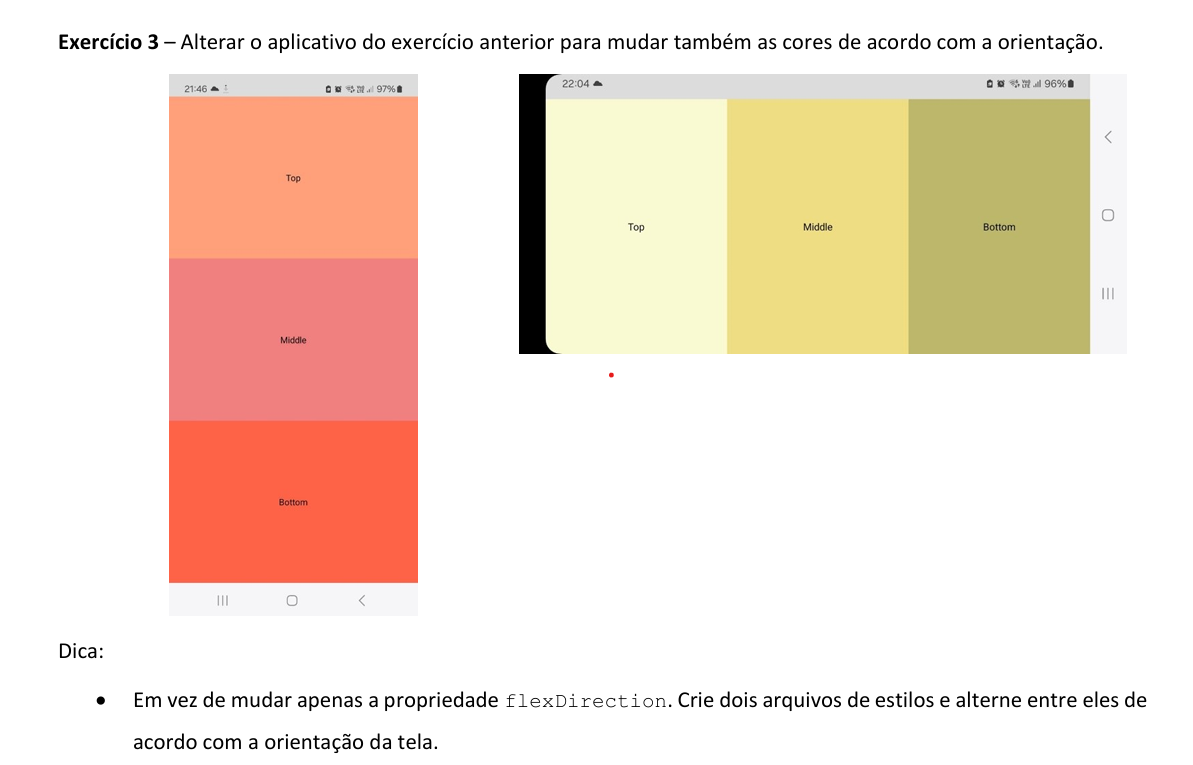 Exercício 3 – Alterar o aplicativo do exercício anterior para mudar também as cores de acordo com a orientação.
21:46 97%
22:04 96%
Top
Middle
Bottom
Top Middle Bottom
Dica:
• Em vez de mudar apenas a propriedade flexDirection. Crie dois arquivos de estilos e alterne entre eles de
acordo com a orientação da tela.